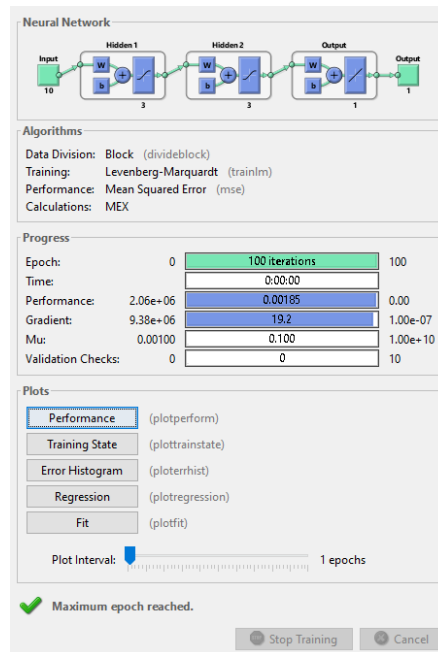 Neural Network
Hidden 1 Hidden 2 Output
Input Output
W W W
b b b
10 3 3 1 1
Algorithms
Data Division: Block (divideblock)
Training: Levenberg-Marquardt (trainlm)
Performance: Mean Squared Error (mse)
Calculations: MEX
Progress
Epoch: 0 100 iterations 100
Time: 0:00:00
Performance: 2.06e+06 0.00185 0.00
Gradient: 9.38e+06 19.2 1.00e-07
Mu: 0.00100 0.100 1.00e+10
Validation Checks: 0 0 10
Plots
Performance (plotperform)
Training State (plottrainstate)
Error Histogram (ploterrhist)
Regression (plotregression)
Fit (plotfit)
Plot Interval: 1 epochs
Maximum epoch reached.
Stop Training Cancel